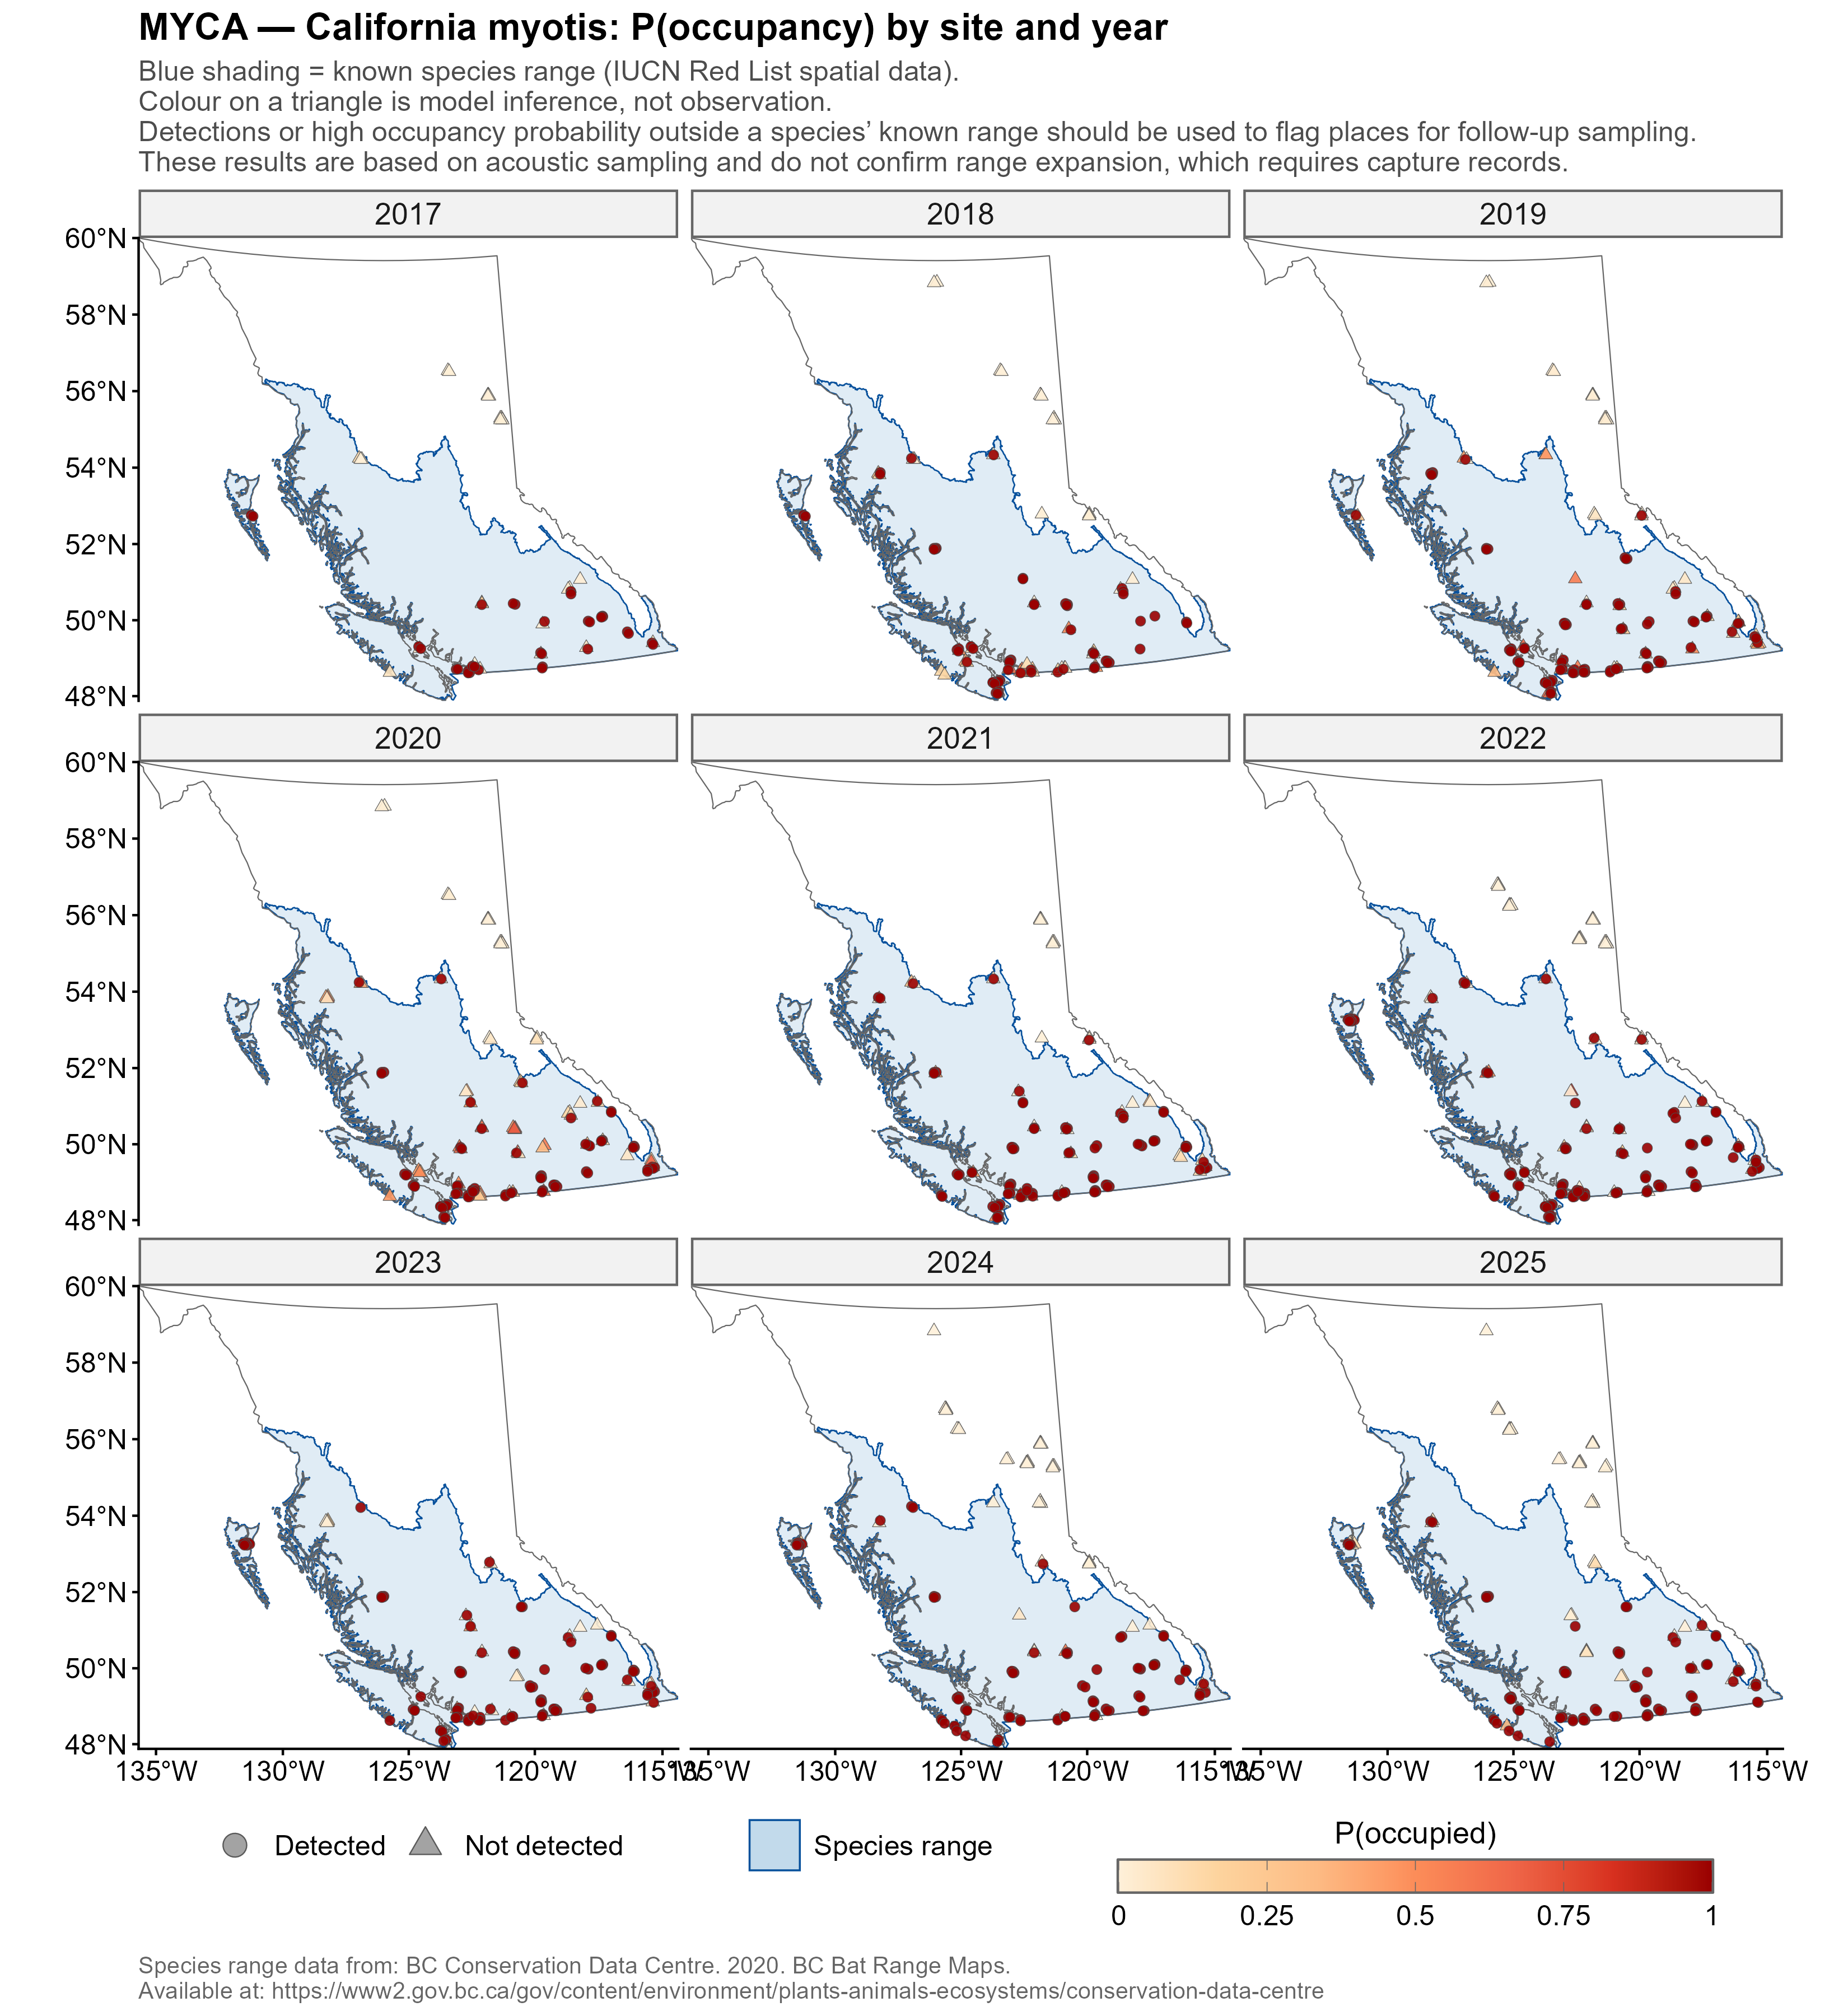 MYCA — California myotis: P(occupancy) by site and year
Blue shading = known species range (IUCN Red List spatial data).
Colour on a triangle is model inference, not observation.
Detections or high occupancy probability outside a species’ known range should be used to flag places for follow-up sampling.
These results are based on acoustic sampling and do not confirm range expansion, which requires capture records.
2017 2018 2019
60°N
58°N
56°N
54°N
52°N
50°N
48°N
2020 2021 2022
60°N
58°N
56°N
54°N
52°N
50°N
48°N
2023 2024 2025
60°N
58°N
56°N
54°N
52°N
50°N
48°N
135°W 130°W 125°W 120°W 115°W 135°W 130°W 125°W 120°W 115°W 135°W 130°W 125°W 120°W 115°W
Detected Not detected Species range
P(occupied)
0 0.25 0.5 0.75 1
Species range data from: BC Conservation Data Centre. 2020. BC Bat Range Maps.
Available at: https://www2.gov.bc.ca/gov/content/environment/plants-animals-ecosystems/conservation-data-centre